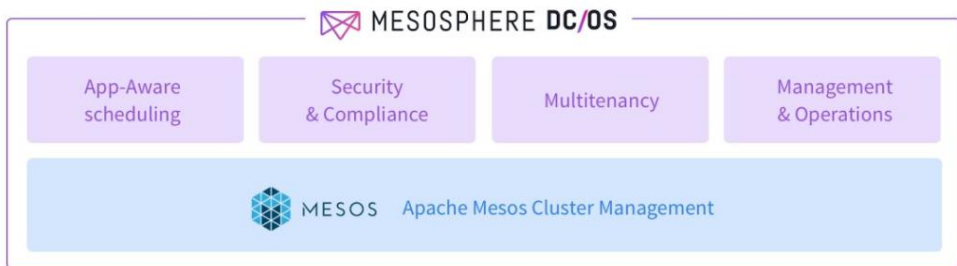 MESOSPHERE DC/OS
App-Aware
scheduling
Security
& Compliance
Multitenancy
Management
& Operations
MESOS Apache Mesos Cluster Management